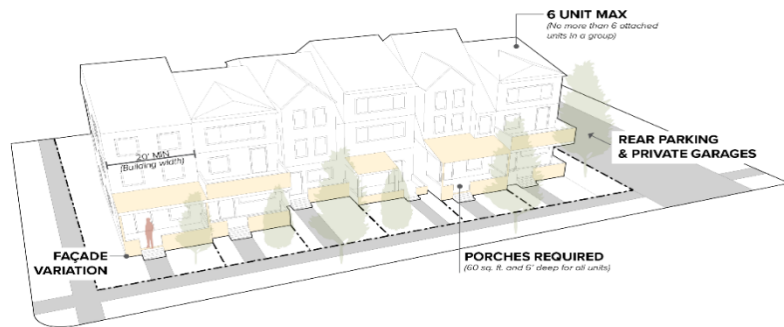 6 UNIT MAX
(No more than 6 attached
units in a group)
20' MIN
(Building width)
REAR PARKING
& PRIVATE GARAGES
FAÇADE
VARIATION
PORCHES REQUIRED
(60 sq. ft. and 6' deep for all units)